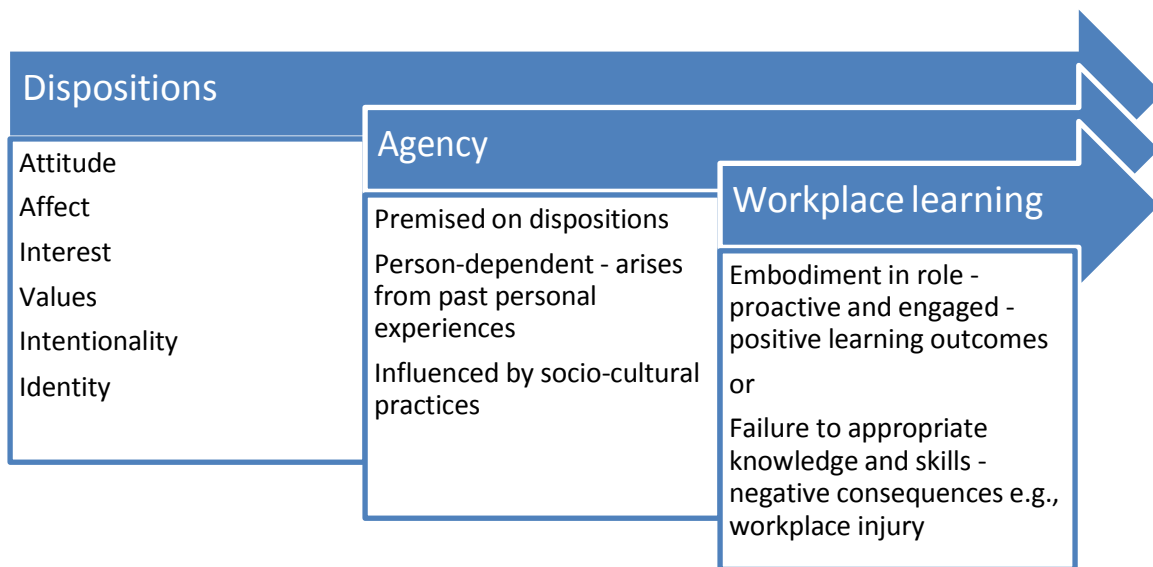 Dispositions
Attitude
Affect
Interest
Values
Intentionality
Identity
Agency
Premised on dispositions
Person-dependent - arises
from past personal
experiences
Influenced by socio-cultural
practices
Workplace learning
Embodiment in role -
proactive and engaged -
positive learning outcomes
or
Failure to appropriate
knowledge and skills -
negative consequences e.g.,
workplace injury